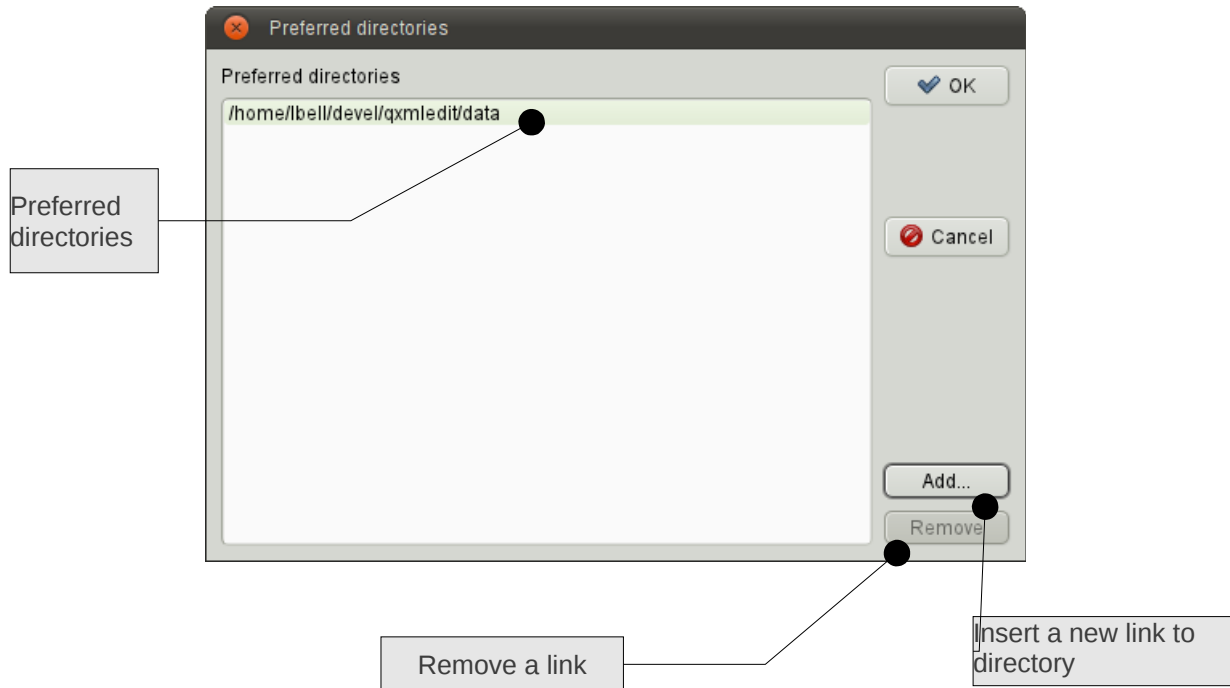 Preferred directories
Preferred directories
OK
/home/lbell/devel/qxmledit/data
Preferred
directories
Cancel
Add...
Remove
Insert a new link to
directory
Remove a link